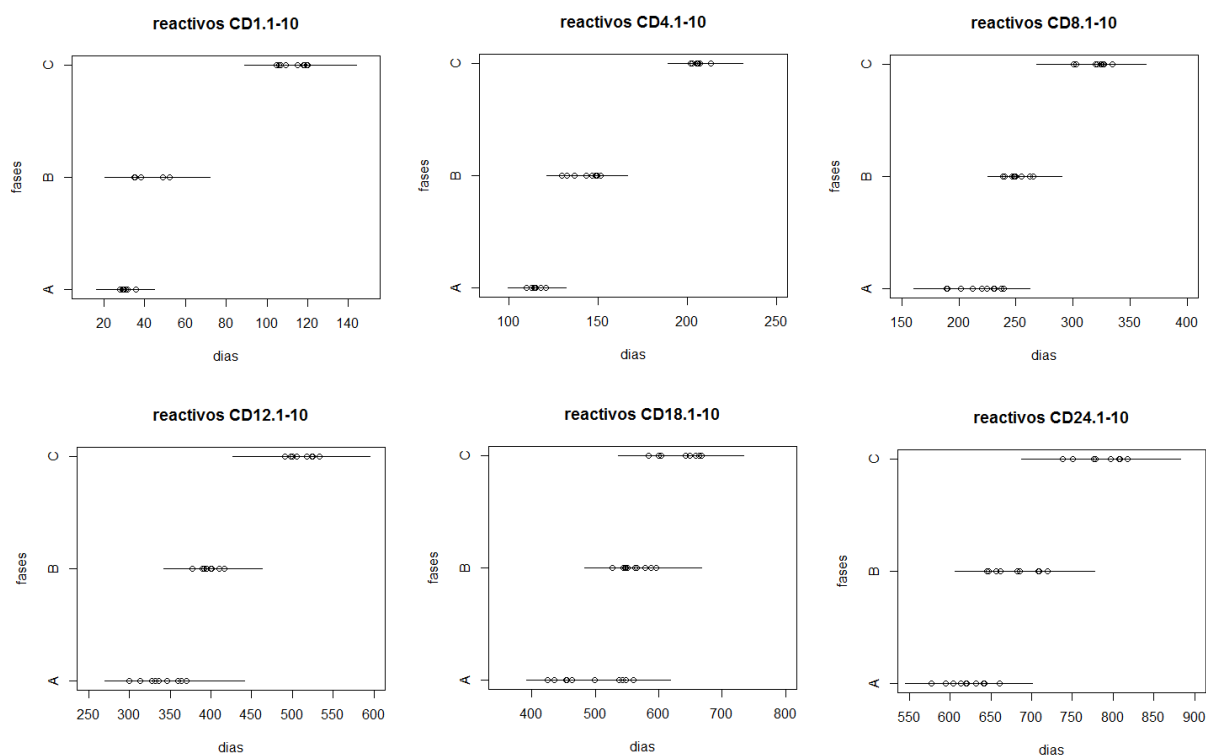 reactivos CD1.1-10
fases
C
B
A
20 40 60 80 100 120 140
dias
reactivos CD4.1-10
fases
C
B
A
100 150 200 250
dias
reactivos CD8.1-10
fases
C
B
A
150 200 250 300 350 400
dias
reactivos CD12.1-10
fases
C
B
A
250 300 350 400 450 500 550 600
dias
reactivos CD18.1-10
fases
C
B
A
400 500 600 700 800
dias
reactivos CD24.1-10
fases
C
B
A
550 600 650 700 750 800 850 900
dias